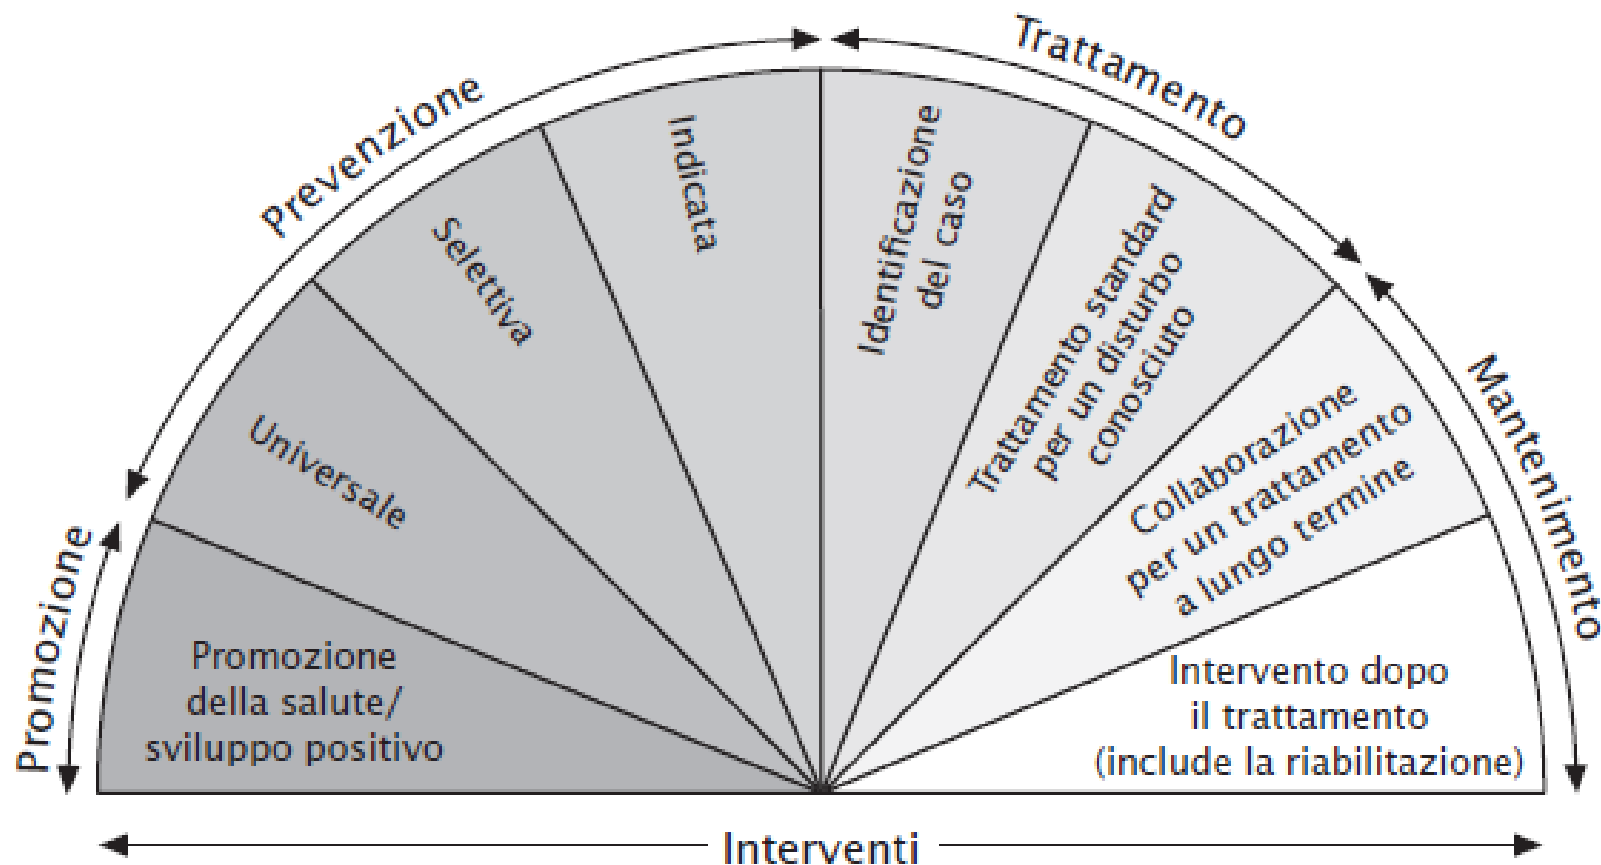 Promozione
Prevenzione
Trattamento
Mantenimento
Promozione
della salute/
sviluppo positivo
Universale
Selettiva
Indicata
Identificazione
del caso
Trattamento standard
per un disturbo
conosciuto
Collaborazione
per un trattamento
a lungo termine
Intervento dopo
il trattamento
(include la riabilitazione)
Interventi